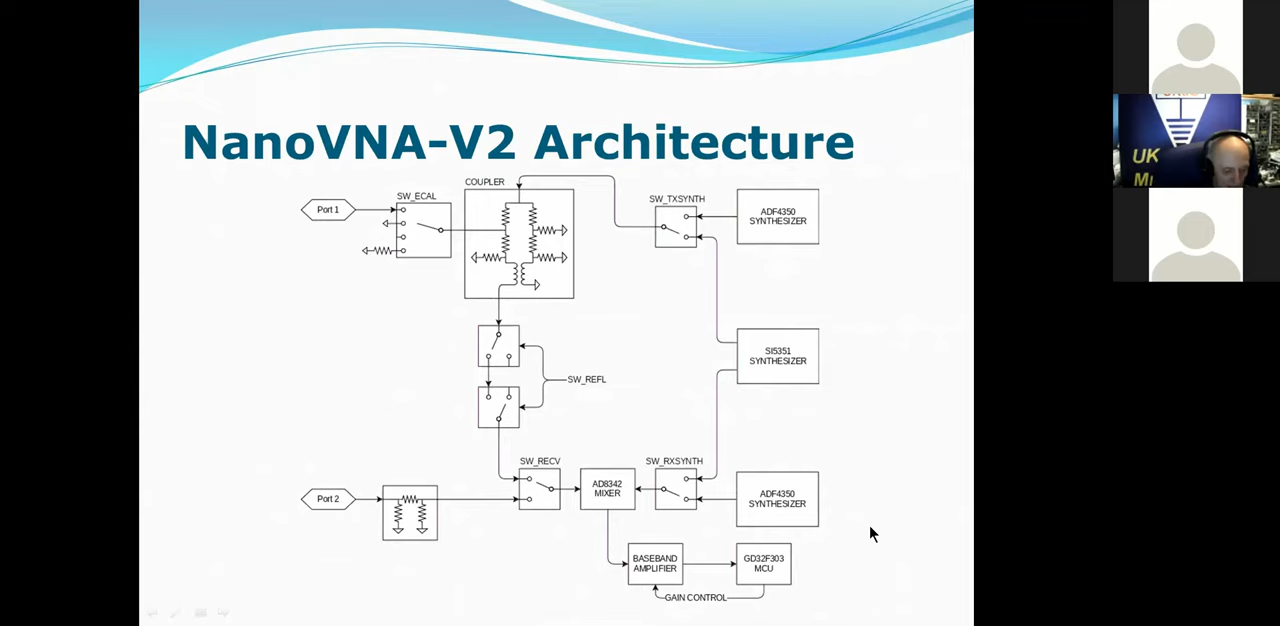 NanoVNA-V2 Architecture
COUPLER
SW_ECAL
SW_TXSYNTH
Port 1
ADF4350
SYNTHESIZER
SI5351
SYNTHESIZER
SW_REFL
SW_RECV
SW_RXSYNTH
Port 2
AD8342
MIXER
ADF4350
SYNTHESIZER
BASEBAND
AMPLIFIER
GD32F303
MCU
GAIN CONTROL
UK